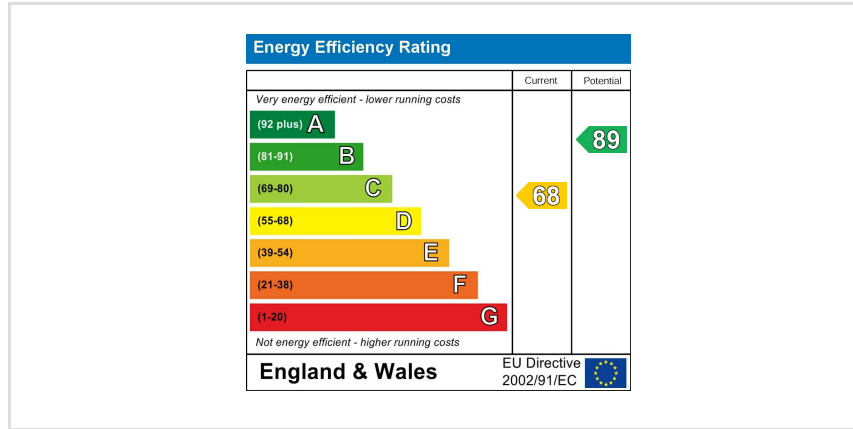 Energy Efficiency Rating
Current Potential
Very energy efficient - lower running costs
(92 plus) A
(81-91) B
89
(69-80) C
68
(55-68) D
(39-54) E
(21-38) F
(1-20) G
Not energy efficient - higher running costs
England & Wales
EU Directive
2002/91/EC